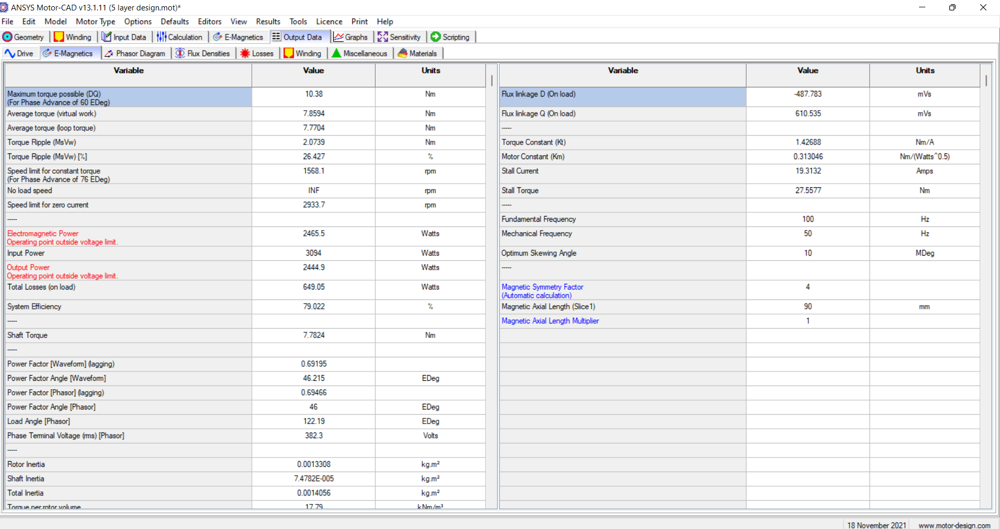 ANSYS Motor-CAD v13.1.11 (5 layer design.mot)*
File Edit Model Motor Type Options Defaults Editors View Results Tools Licence Print Help
Geometry Winding Input Data Calculation E-Magnetics Output Data Graphs Sensitivity Scripting
Drive E-Magnetics Phasor Diagram Flux Densities Losses Winding Miscellaneous Materials
Variable Value Units
Maximum torque possible (DQ) 10.38 Nm
(For Phase Advance of 60 EDeg)
Average torque (virtual work) 7.8594 Nm
Average torque (loop torque) 7.7704 Nm
Torque Ripple (MsVw) 2.0739 Nm
Torque Ripple (MsVw) [%] 26.427 %
Speed limit for constant torque 1568.1 rpm
(For Phase Advance of 76 EDeg)
No load speed INF rpm
Speed limit for zero current 2933.7 rpm
-----
Electromagnetic Power 2465.5 Watts
Operating point outside voltage limit.
Input Power 3094 Watts
Output Power 2444.9 Watts
Operating point outside voltage limit.
Total Losses (on load) 649.05 Watts
System Efficiency 79.022 %
-----
Shaft Torque 7.7824 Nm
-----
Power Factor [Waveform] (lagging) 0.69195
Power Factor Angle [Waveform] 46.215 EDeg
Power Factor [Phasor] (lagging) 0.69466
Power Factor Angle [Phasor] 46 EDeg
Load Angle [Phasor] 122.19 EDeg
Phase Terminal Voltage (rms) [Phasor] 382.3 Volts
-----
Rotor Inertia 0.0013308 kg.m²
Shaft Inertia 7.4782E-005 kg.m²
Total Inertia 0.0014056 kg.m²
Torque per rotor volume 17.79 kNm/m³
Variable Value Units
Flux linkage D (On load) -487.783 mVs
Flux linkage Q (On load) 610.535 mVs
-----
Torque Constant (Kt) 1.42688 Nm/A
Motor Constant (Km) 0.313046 Nm/(Watts^0.5)
Stall Current 19.3132 Amps
Stall Torque 27.5577 Nm
-----
Fundamental Frequency 100 Hz
Mechanical Frequency 50 Hz
Optimum Skewing Angle 10 MDeg
-----
Magnetic Symmetry Factor 4
(Automatic calculation)
Magnetic Axial Length (Slice1) 90 mm
Magnetic Axial Length Multiplier 1
18 November 2021 www.motor-design.com